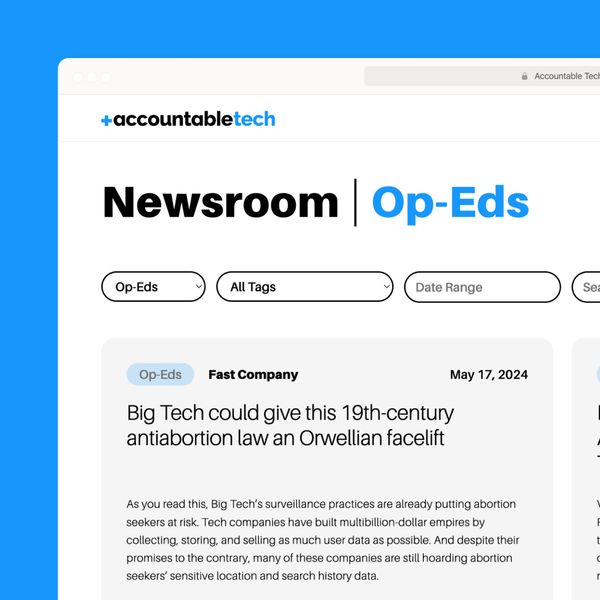 Accountable Tech
+accountabletech
Newsroom | Op-Eds
Op-Eds
All Tags
Date Range
Sea
Op-Eds
Fast Company
May 17, 2024
Big Tech could give this 19th-century
antiabortion law an Orwellian facelift
As you read this, Big Tech's surveillance practices are already putting abortion
seekers at risk. Tech companies have built multibillion-dollar empires by
collecting, storing, and selling as much user data as possible. And despite their
promises to the contrary, many of these companies are still hoarding abortion
seekers' sensitive location and search history data.